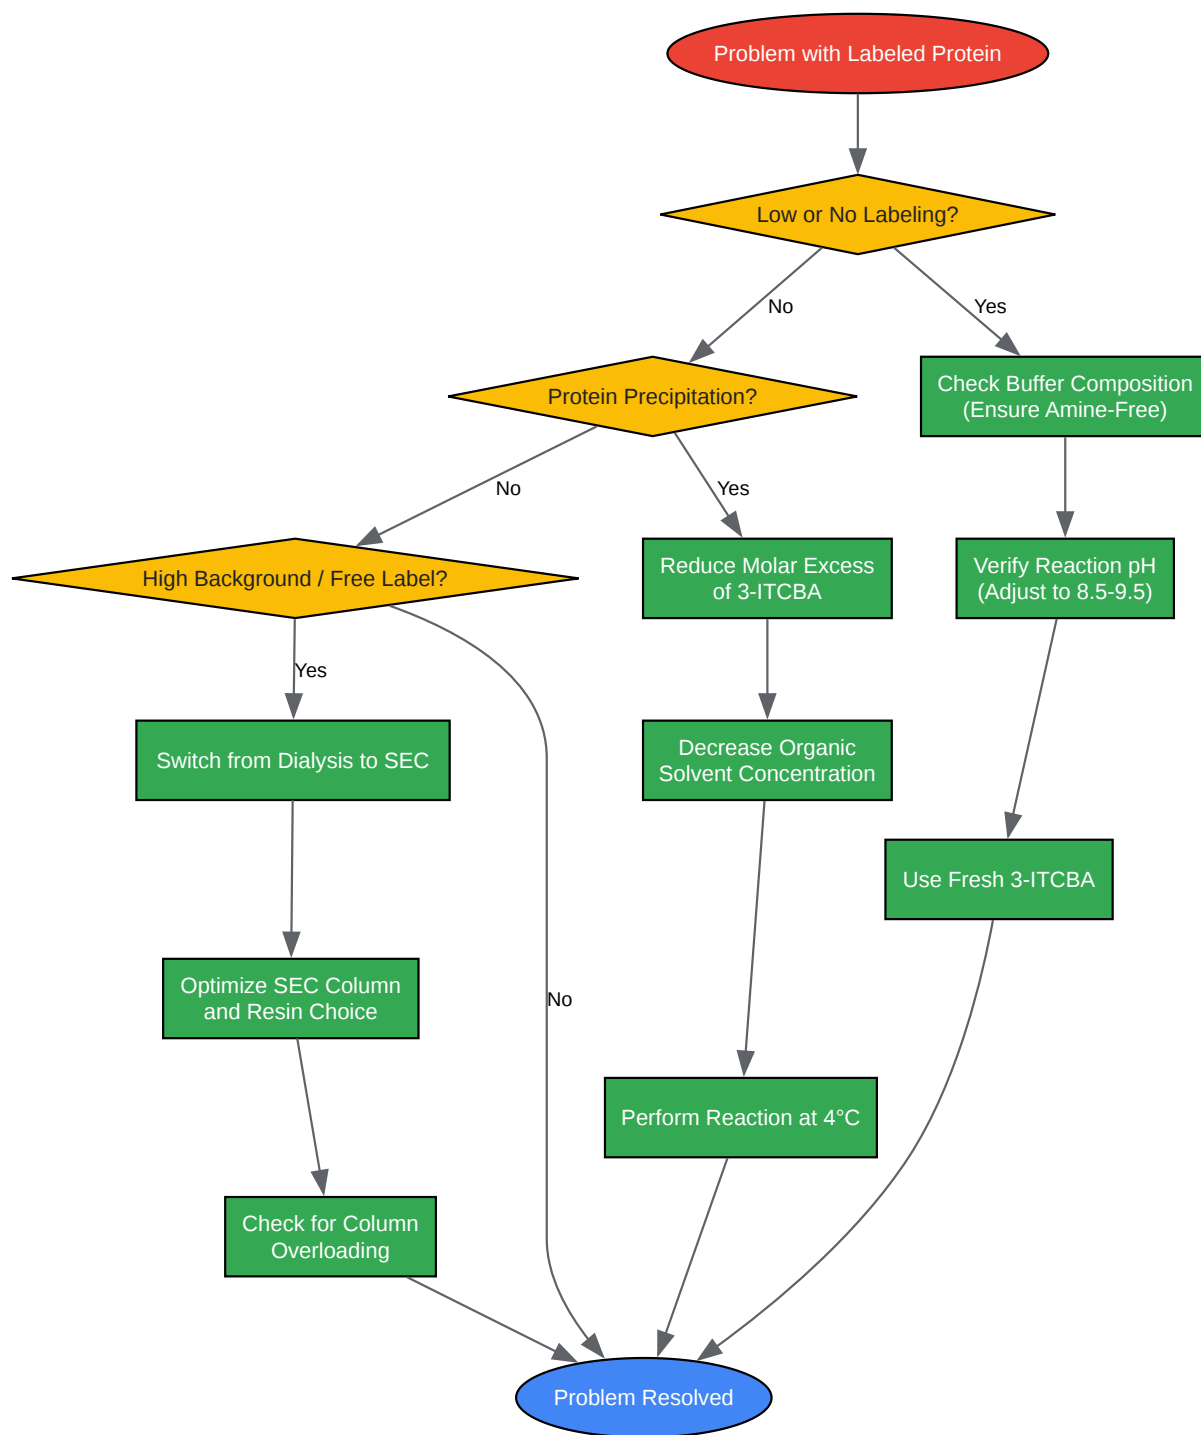 Problem with Labeled Protein
Low or No Labeling?
No
Yes
Protein Precipitation?
Check Buffer Composition
(Ensure Amine-Free)
No
Yes
High Background / Free Label?
Reduce Molar Excess
of 3-ITCBA
Verify Reaction pH
(Adjust to 8.5-9.5)
Yes
Switch from Dialysis to SEC
Decrease Organic
Solvent Concentration
Use Fresh 3-ITCBA
Optimize SEC Column
and Resin Choice
No
Perform Reaction at 4°C
Check for Column
Overloading
Problem Resolved